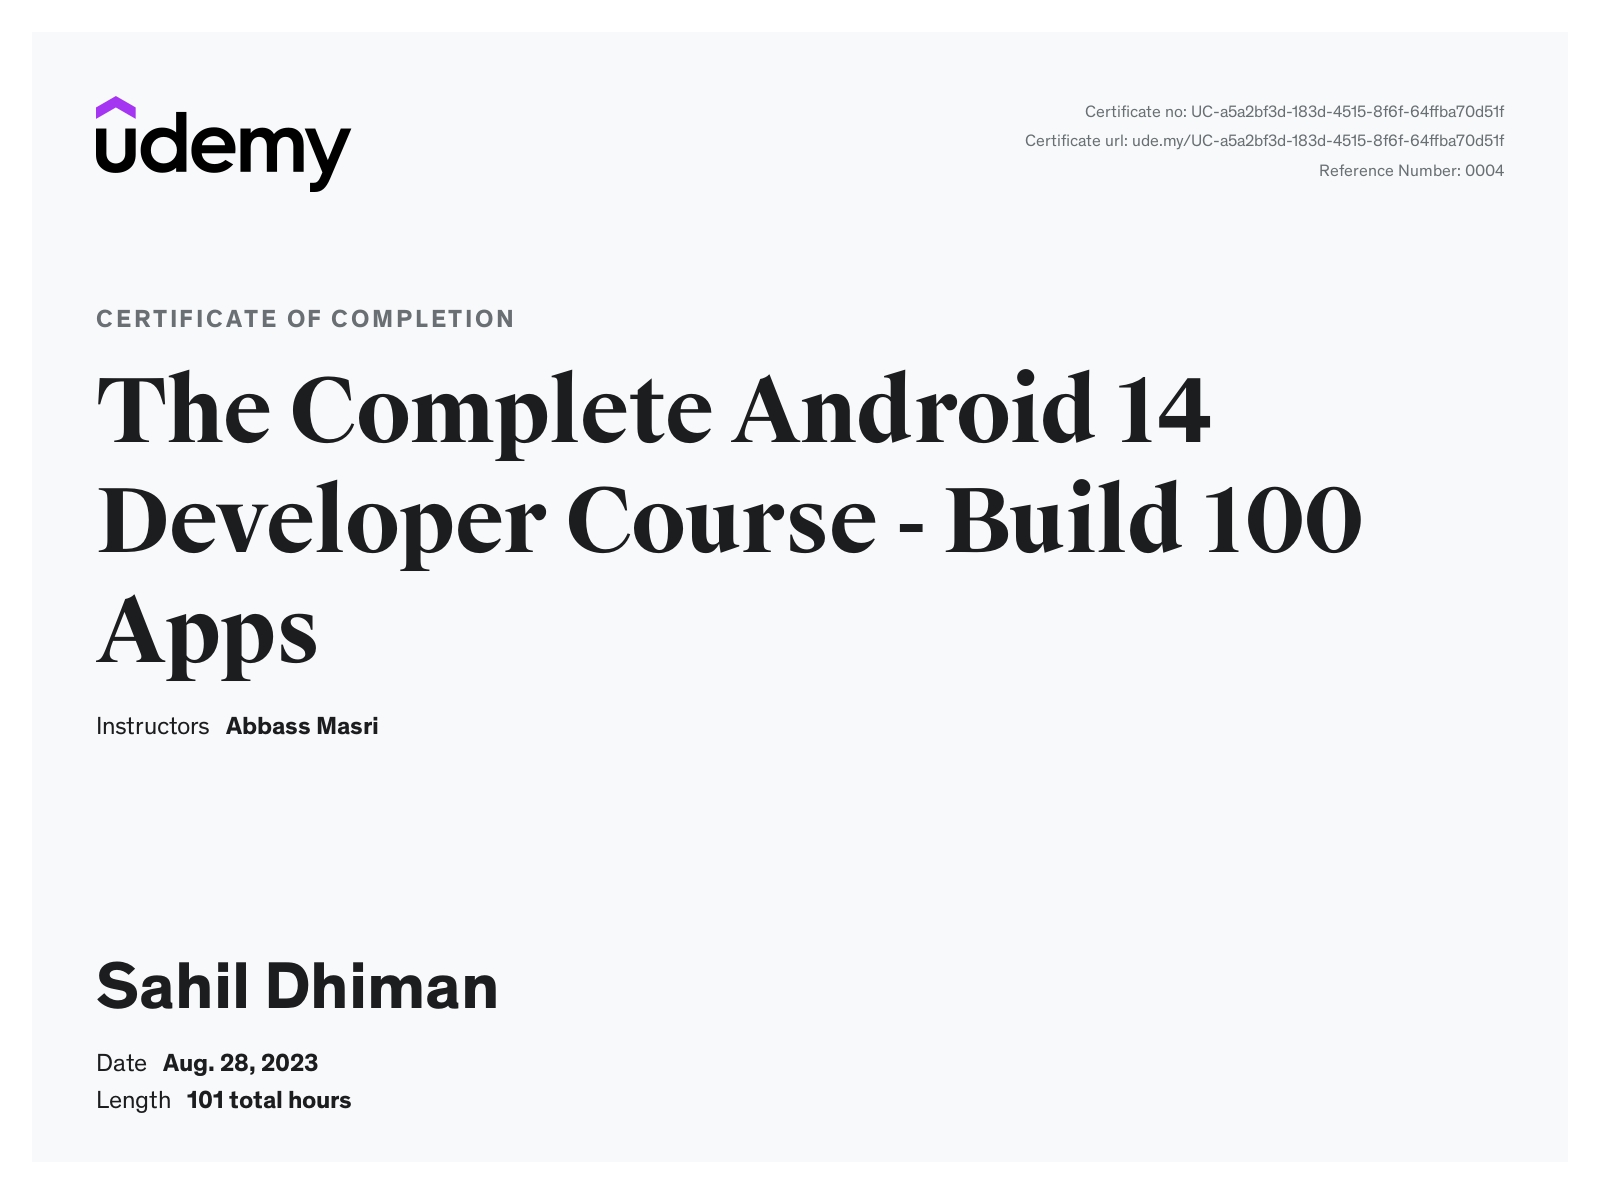 udemy
Certificate no: UC-a5a2bf3d-183d-4515-8f6f-64ffba70d51f
Certificate url: ude.my/UC-a5a2bf3d-183d-4515-8f6f-64ffba70d51f
Reference Number: 0004
CERTIFICATE OF COMPLETION
The Complete Android 14
Developer Course - Build 100
Apps
Instructors Abbass Masri
Sahil Dhiman
Date Aug. 28, 2023
Length 101 total hours